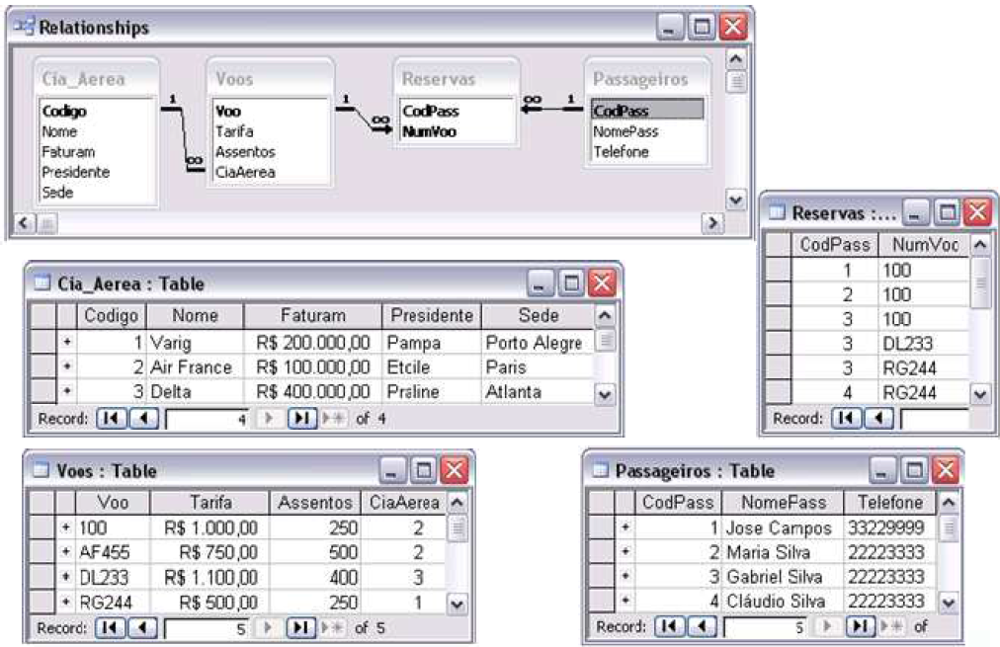 Relationships
Cia_Aerea Voos Reservas Passageiros
Codigo
Nome
Faturam
Presidente
Sede
1
∞
Voo
Tarifa
Assentos
CiaAerea
1
∞
CodPass
NumVoo
∞ 1
CodPass
NomePass
Telefone
Reservas :...
CodPass NumVoo
1 100
2 100
3 100
3 DL233
3 RG244
4 RG244
Record:
Cia_Aerea : Table
Codigo Nome Faturam Presidente Sede
+ 1 Varig R$ 200.000,00 Pampa Porto Alegre
+ 2 Air France R$ 100.000,00 Etoile Paris
+ 3 Delta R$ 400.000,00 Praline Atlanta
Record: 4 of 4
Voos : Table
Voo Tarifa Assentos CiaAerea
+ 100 R$ 1.000,00 250 2
+ AF455 R$ 750,00 500 2
+ DL233 R$ 1.100,00 400 3
+ RG244 R$ 500,00 250 1
Record: 5 of 5
Passageiros : Table
CodPass NomePass Telefone
+ 1 Jose Campos 33229999
+ 2 Maria Silva 22223333
+ 3 Gabriel Silva 22223333
+ 4 Cláudio Silva 22223333
Record: 5 of